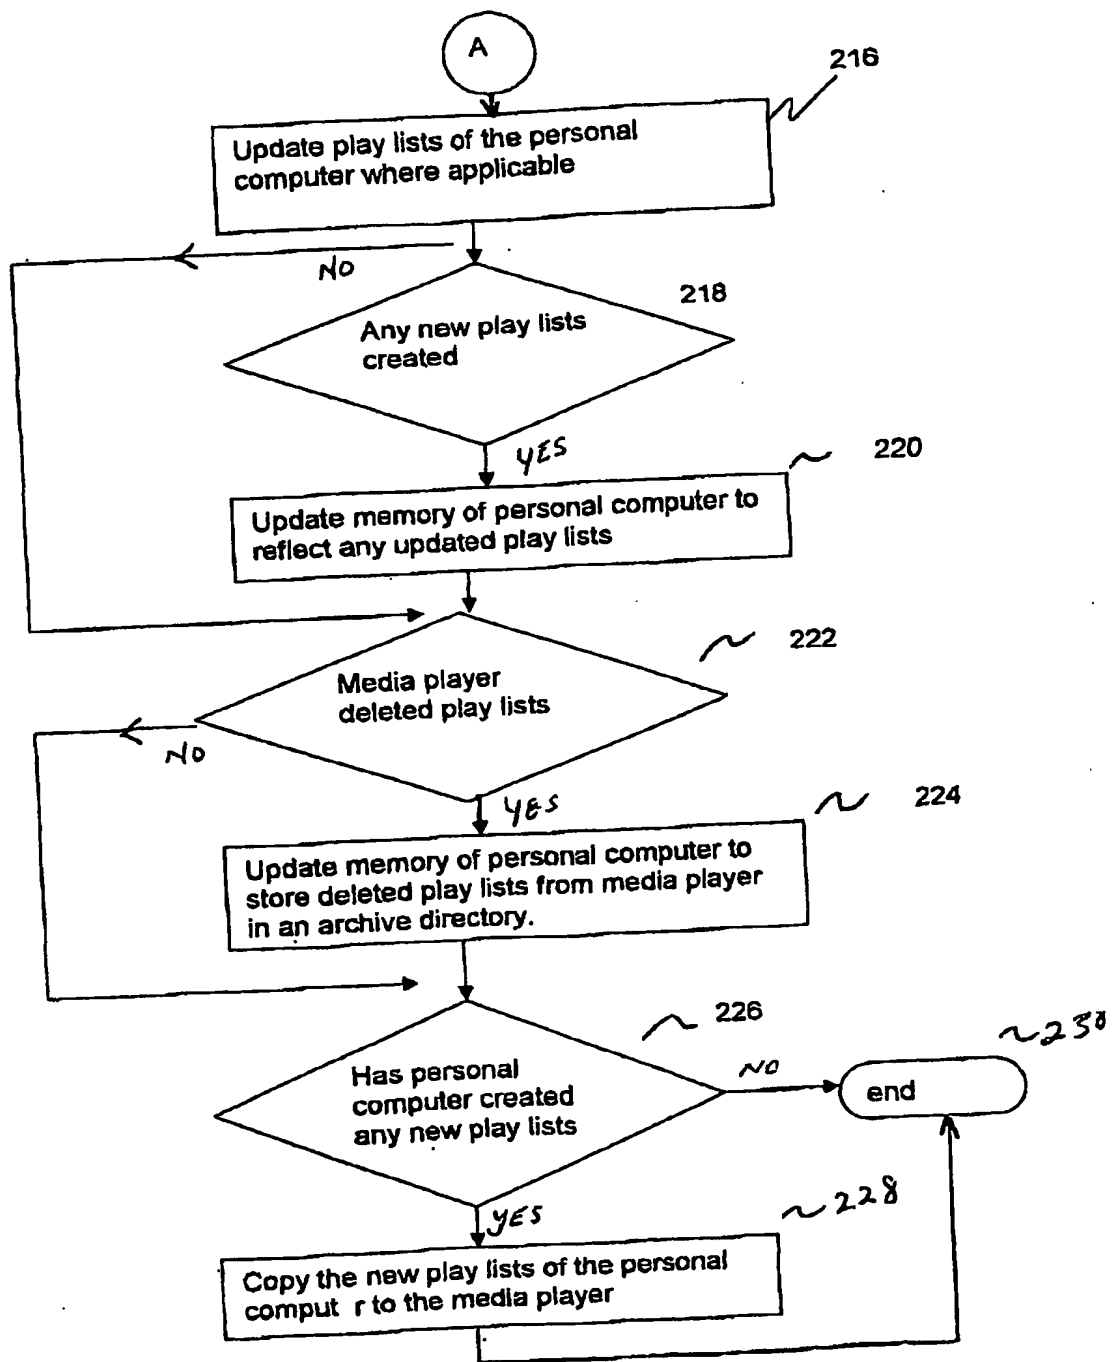 A
216
Update play lists of the personal
computer where applicable
NO
218
Any new play lists
created
YES
220
Update memory of personal computer to
reflect any updated play lists
222
Media player
deleted play lists
NO
YES
224
Update memory of personal computer to
store deleted play lists from media player
in an archive directory.
226
230
Has personal
computer created
any new play lists
NO
end
YES
228
Copy the new play lists of the personal
comput r to the media player